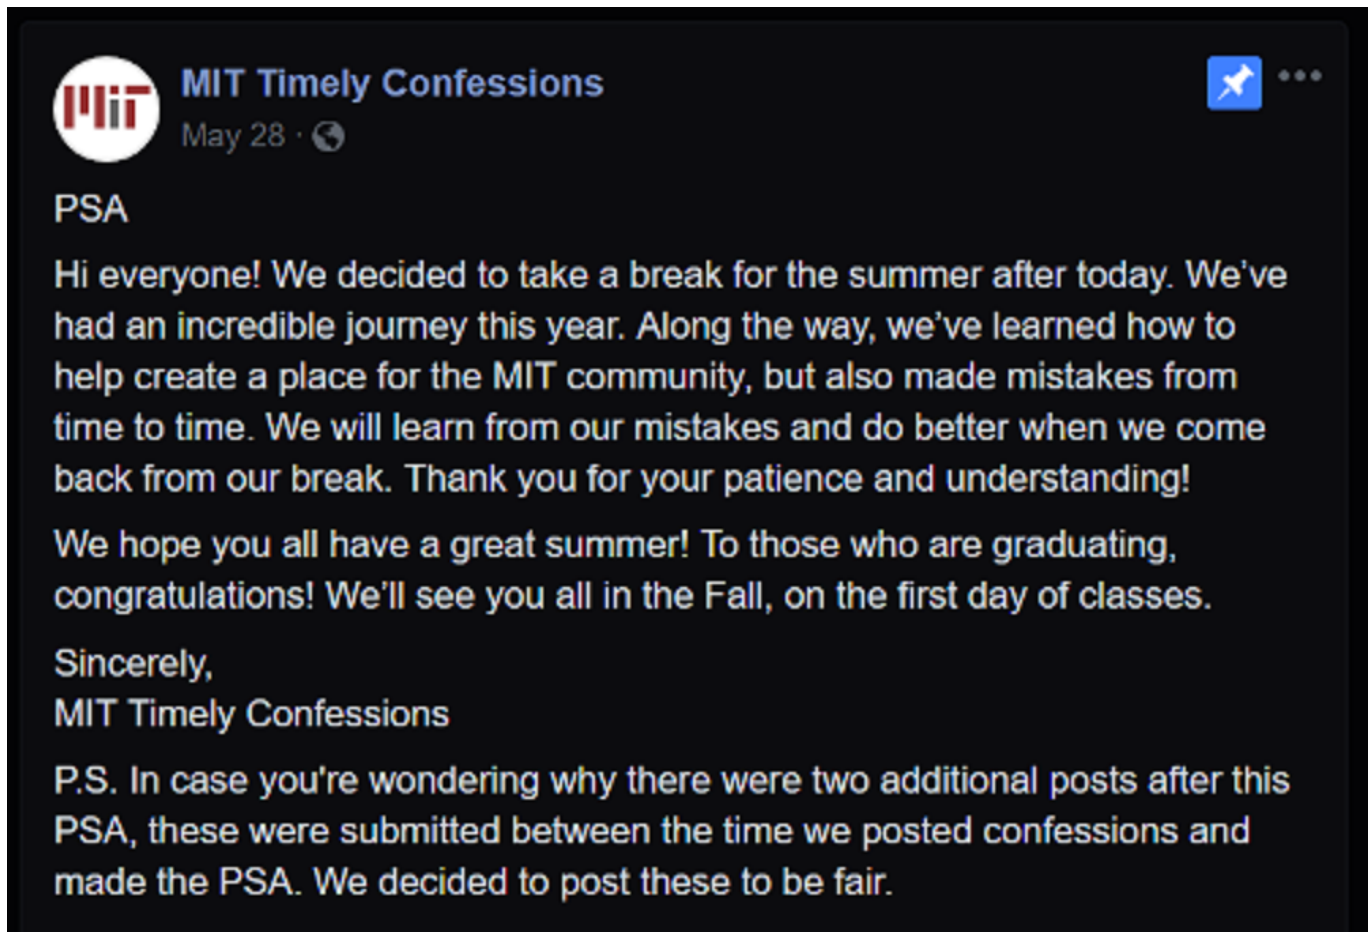 MIT
MIT Timely Confessions
May 28 ·
PSA
Hi everyone! We decided to take a break for the summer after today. We’ve
had an incredible journey this year. Along the way, we’ve learned how to
help create a place for the MIT community, but also made mistakes from
time to time. We will learn from our mistakes and do better when we come
back from our break. Thank you for your patience and understanding!
We hope you all have a great summer! To those who are graduating,
congratulations! We’ll see you all in the Fall, on the first day of classes.
Sincerely,
MIT Timely Confessions
P.S. In case you're wondering why there were two additional posts after this
PSA, these were submitted between the time we posted confessions and
made the PSA. We decided to post these to be fair.